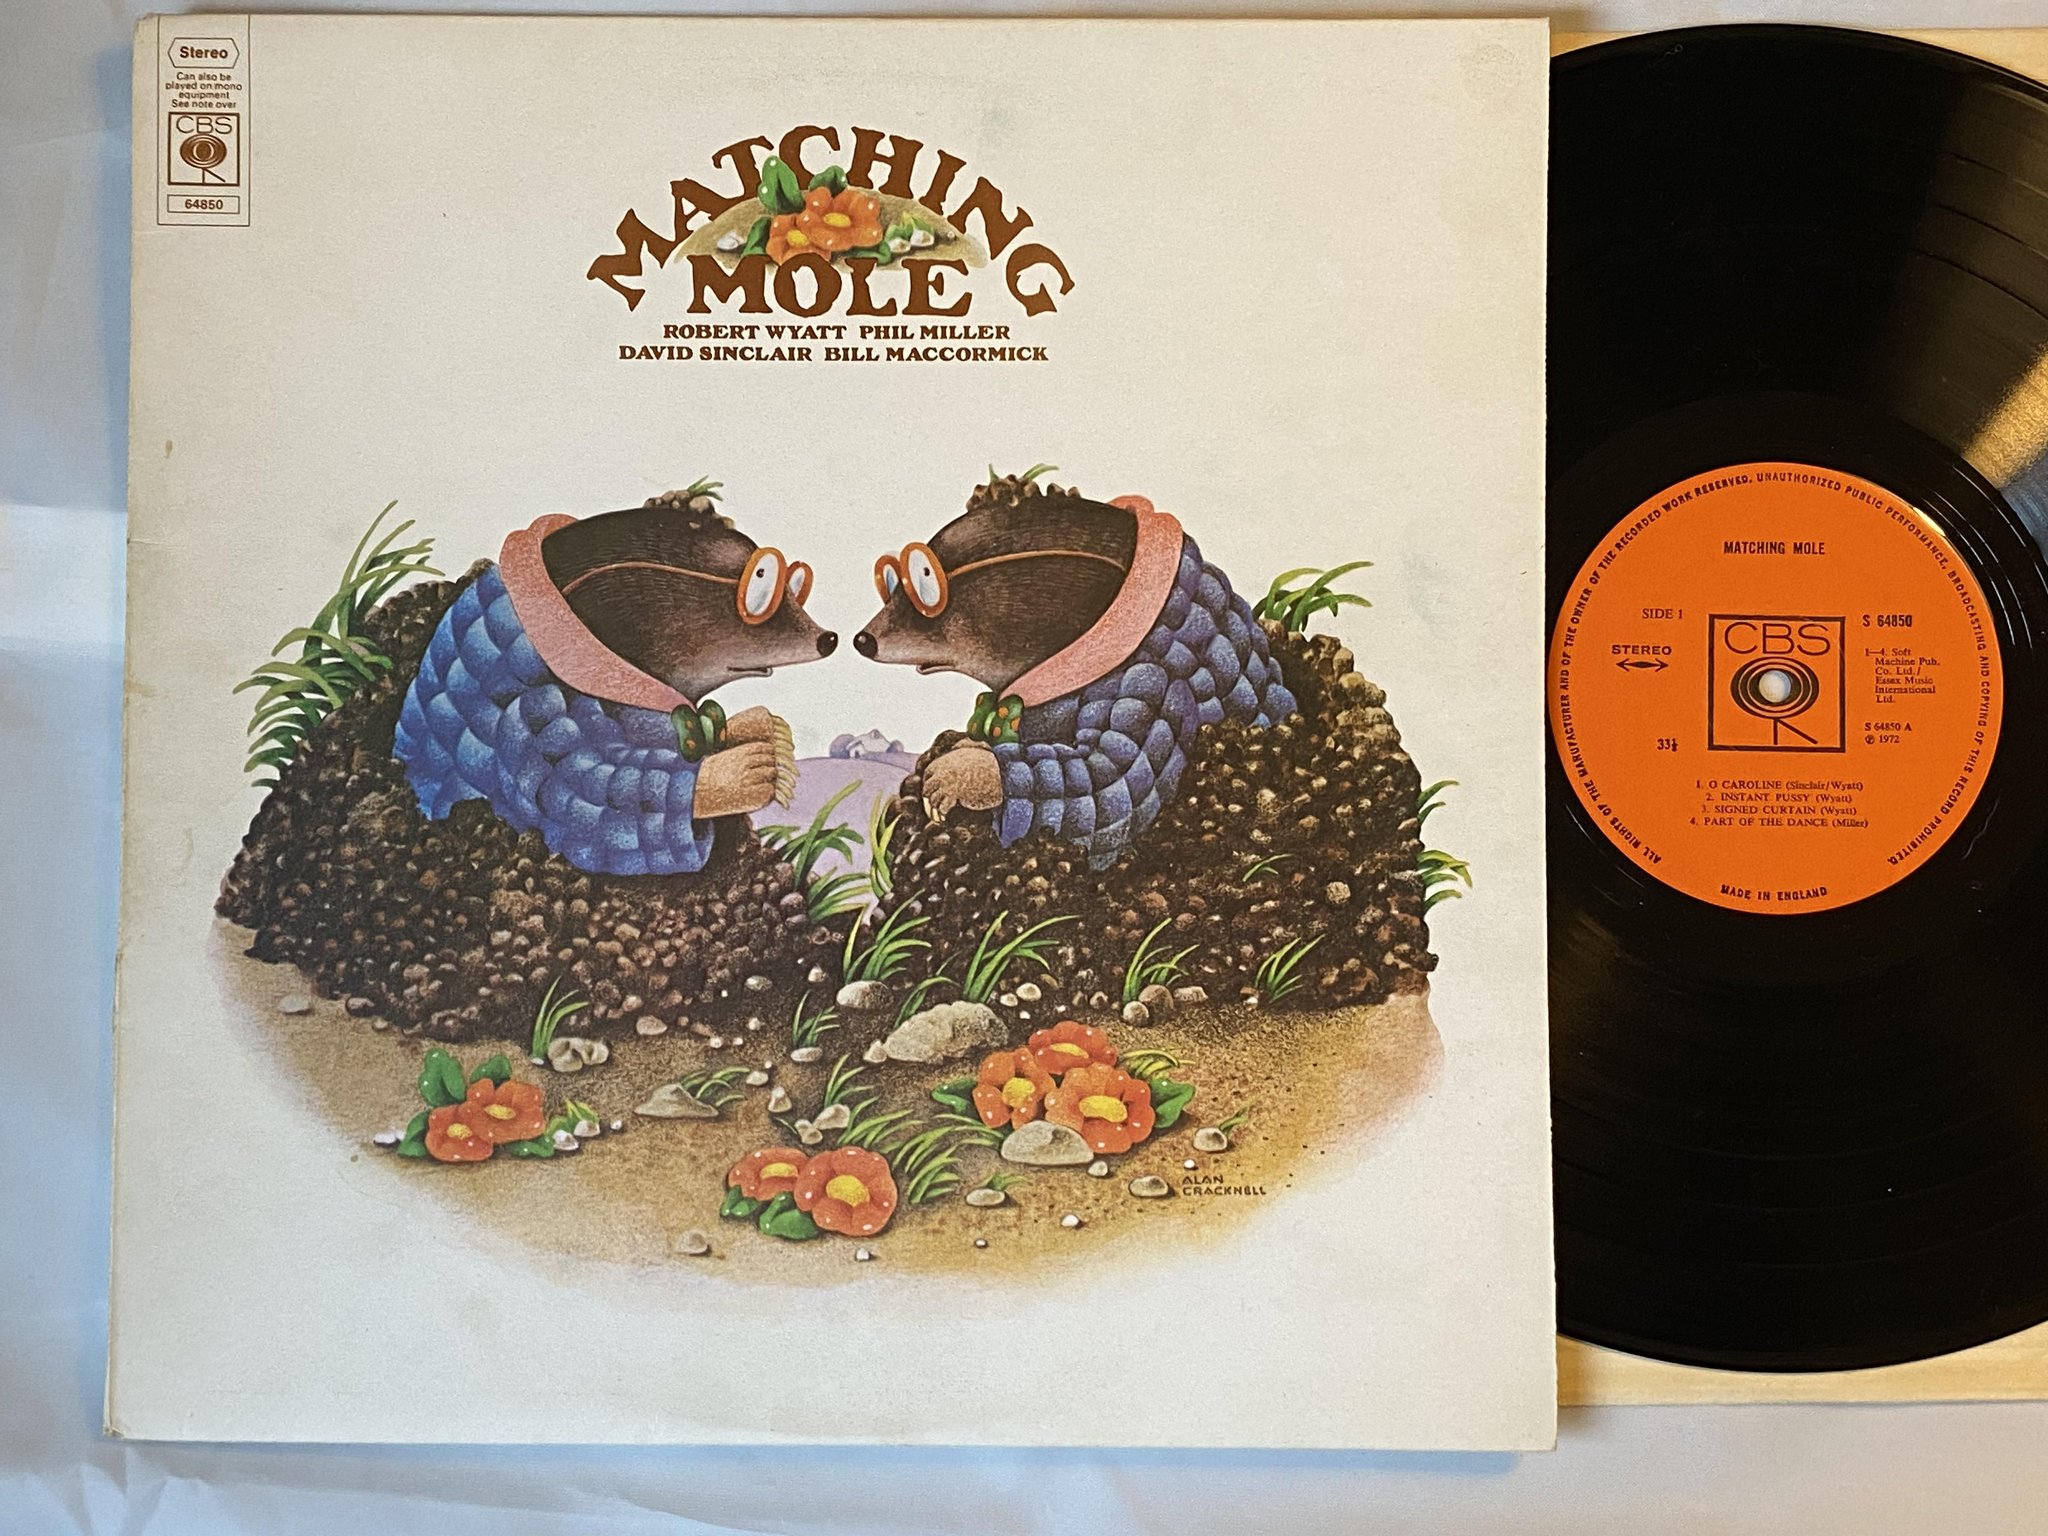 Stereo
Can also be
played on mono
equipment
See note over
CBS
64850
MATCHING
MOLE
ROBERT WYATT PHIL MILLER
DAVID SINCLAIR BILL MACCORMICK
ALAN
CRACKNELL
ALL RIGHTS OF THE MANUFACTURER AND OF THE OWNER OF THE RECORDED WORK RESERVED. UNAUTHORIZED PUBLIC PERFORMANCE, BROADCASTING AND COPYING OF THIS RECORD PROHIBITED.
MATCHING MOLE
SIDE 1
STEREO
33⅓
CBS
S 64850
1—4. Soft
Machine Pub.
Co. Ltd./
Essex Music
International
Ltd.
S 64850 A
℗ 1972
1. O CAROLINE (Sinclair/Wyatt)
2. INSTANT PUSSY (Wyatt)
3. SIGNED CURTAIN (Wyatt)
4. PART OF THE DANCE (Miller)
MADE IN ENGLAND